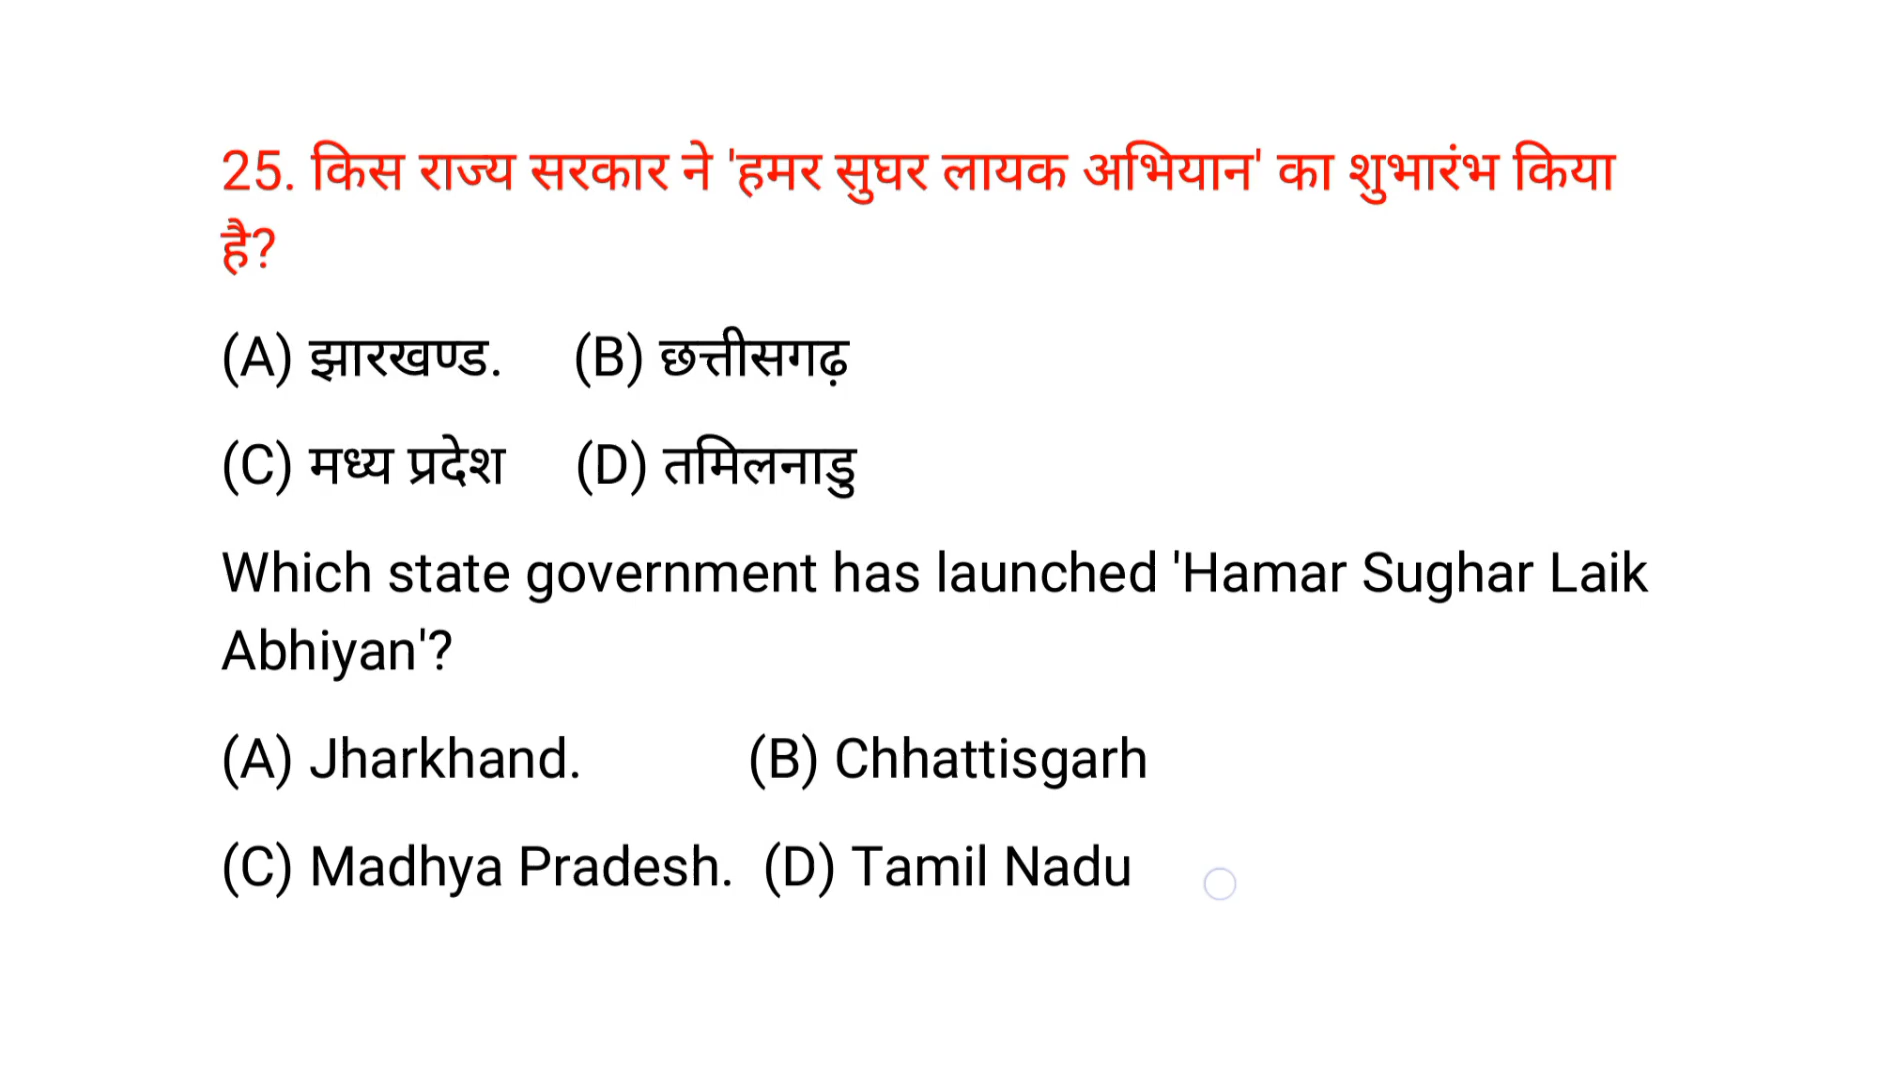 25. किस राज्य सरकार ने 'हमर सुघर लायक अभियान' का शुभारंभ किया
है?
(A) झारखण्ड. (B) छत्तीसगढ़
(C) मध्य प्रदेश (D) तमिलनाडु
Which state government has launched 'Hamar Sughar Laik
Abhiyan'?
(A) Jharkhand. (B) Chhattisgarh
(C) Madhya Pradesh. (D) Tamil Nadu